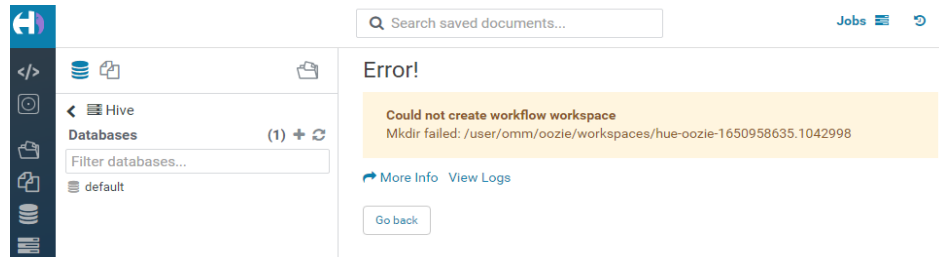 Search saved documents...
Jobs
</>
Error!
Hive
Databases (1)
Filter databases...
default
Could not create workflow workspace
Mkdir failed: /user/omm/oozie/workspaces/hue-oozie-1650958635.1042998
More Info View Logs
Go back